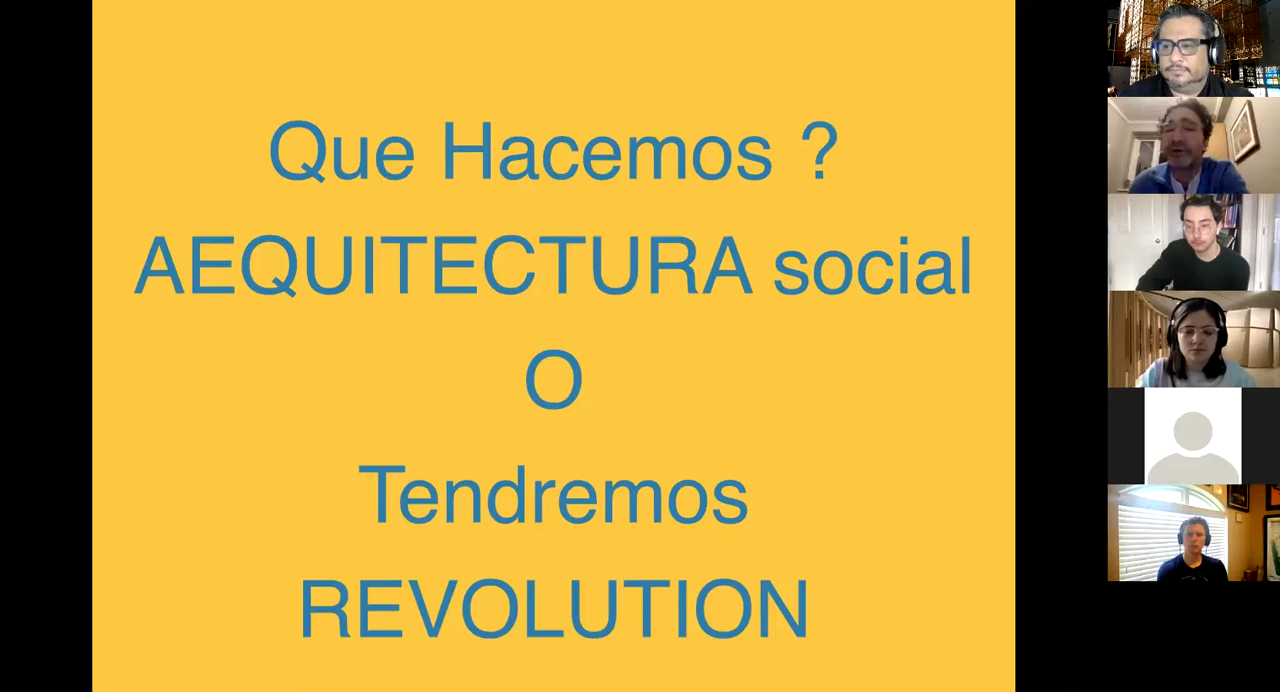 Que Hacemos ?
AEQUITECTURA social
O
Tendremos
REVOLUTION